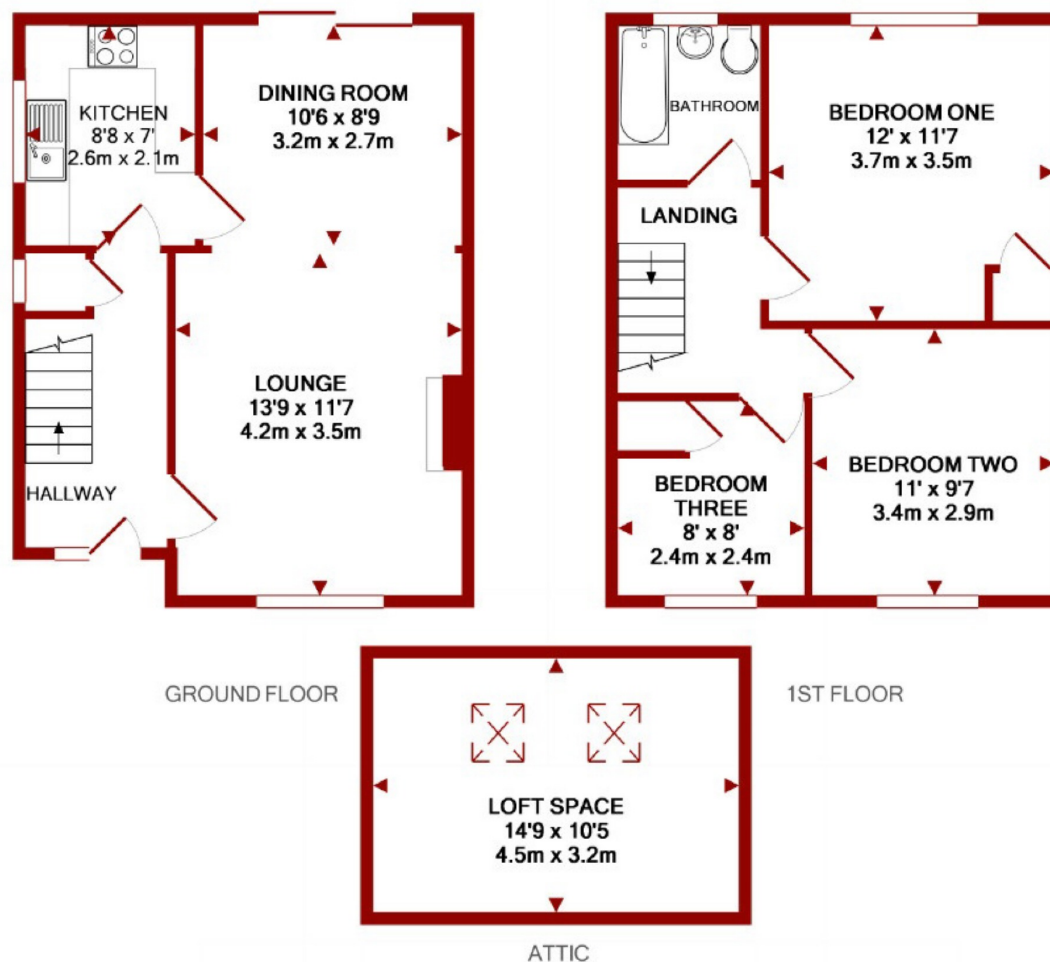 KITCHEN
8'8 x 7'
2.6m x 2.1m
DINING ROOM
10'6 x 8'9
3.2m x 2.7m
LOUNGE
13'9 x 11'7
4.2m x 3.5m
HALLWAY
GROUND FLOOR
BATHROOM
BEDROOM ONE
12' x 11'7
3.7m x 3.5m
LANDING
BEDROOM TWO
11' x 9'7
3.4m x 2.9m
BEDROOM
THREE
8' x 8'
2.4m x 2.4m
1ST FLOOR
LOFT SPACE
14'9 x 10'5
4.5m x 3.2m
ATTIC